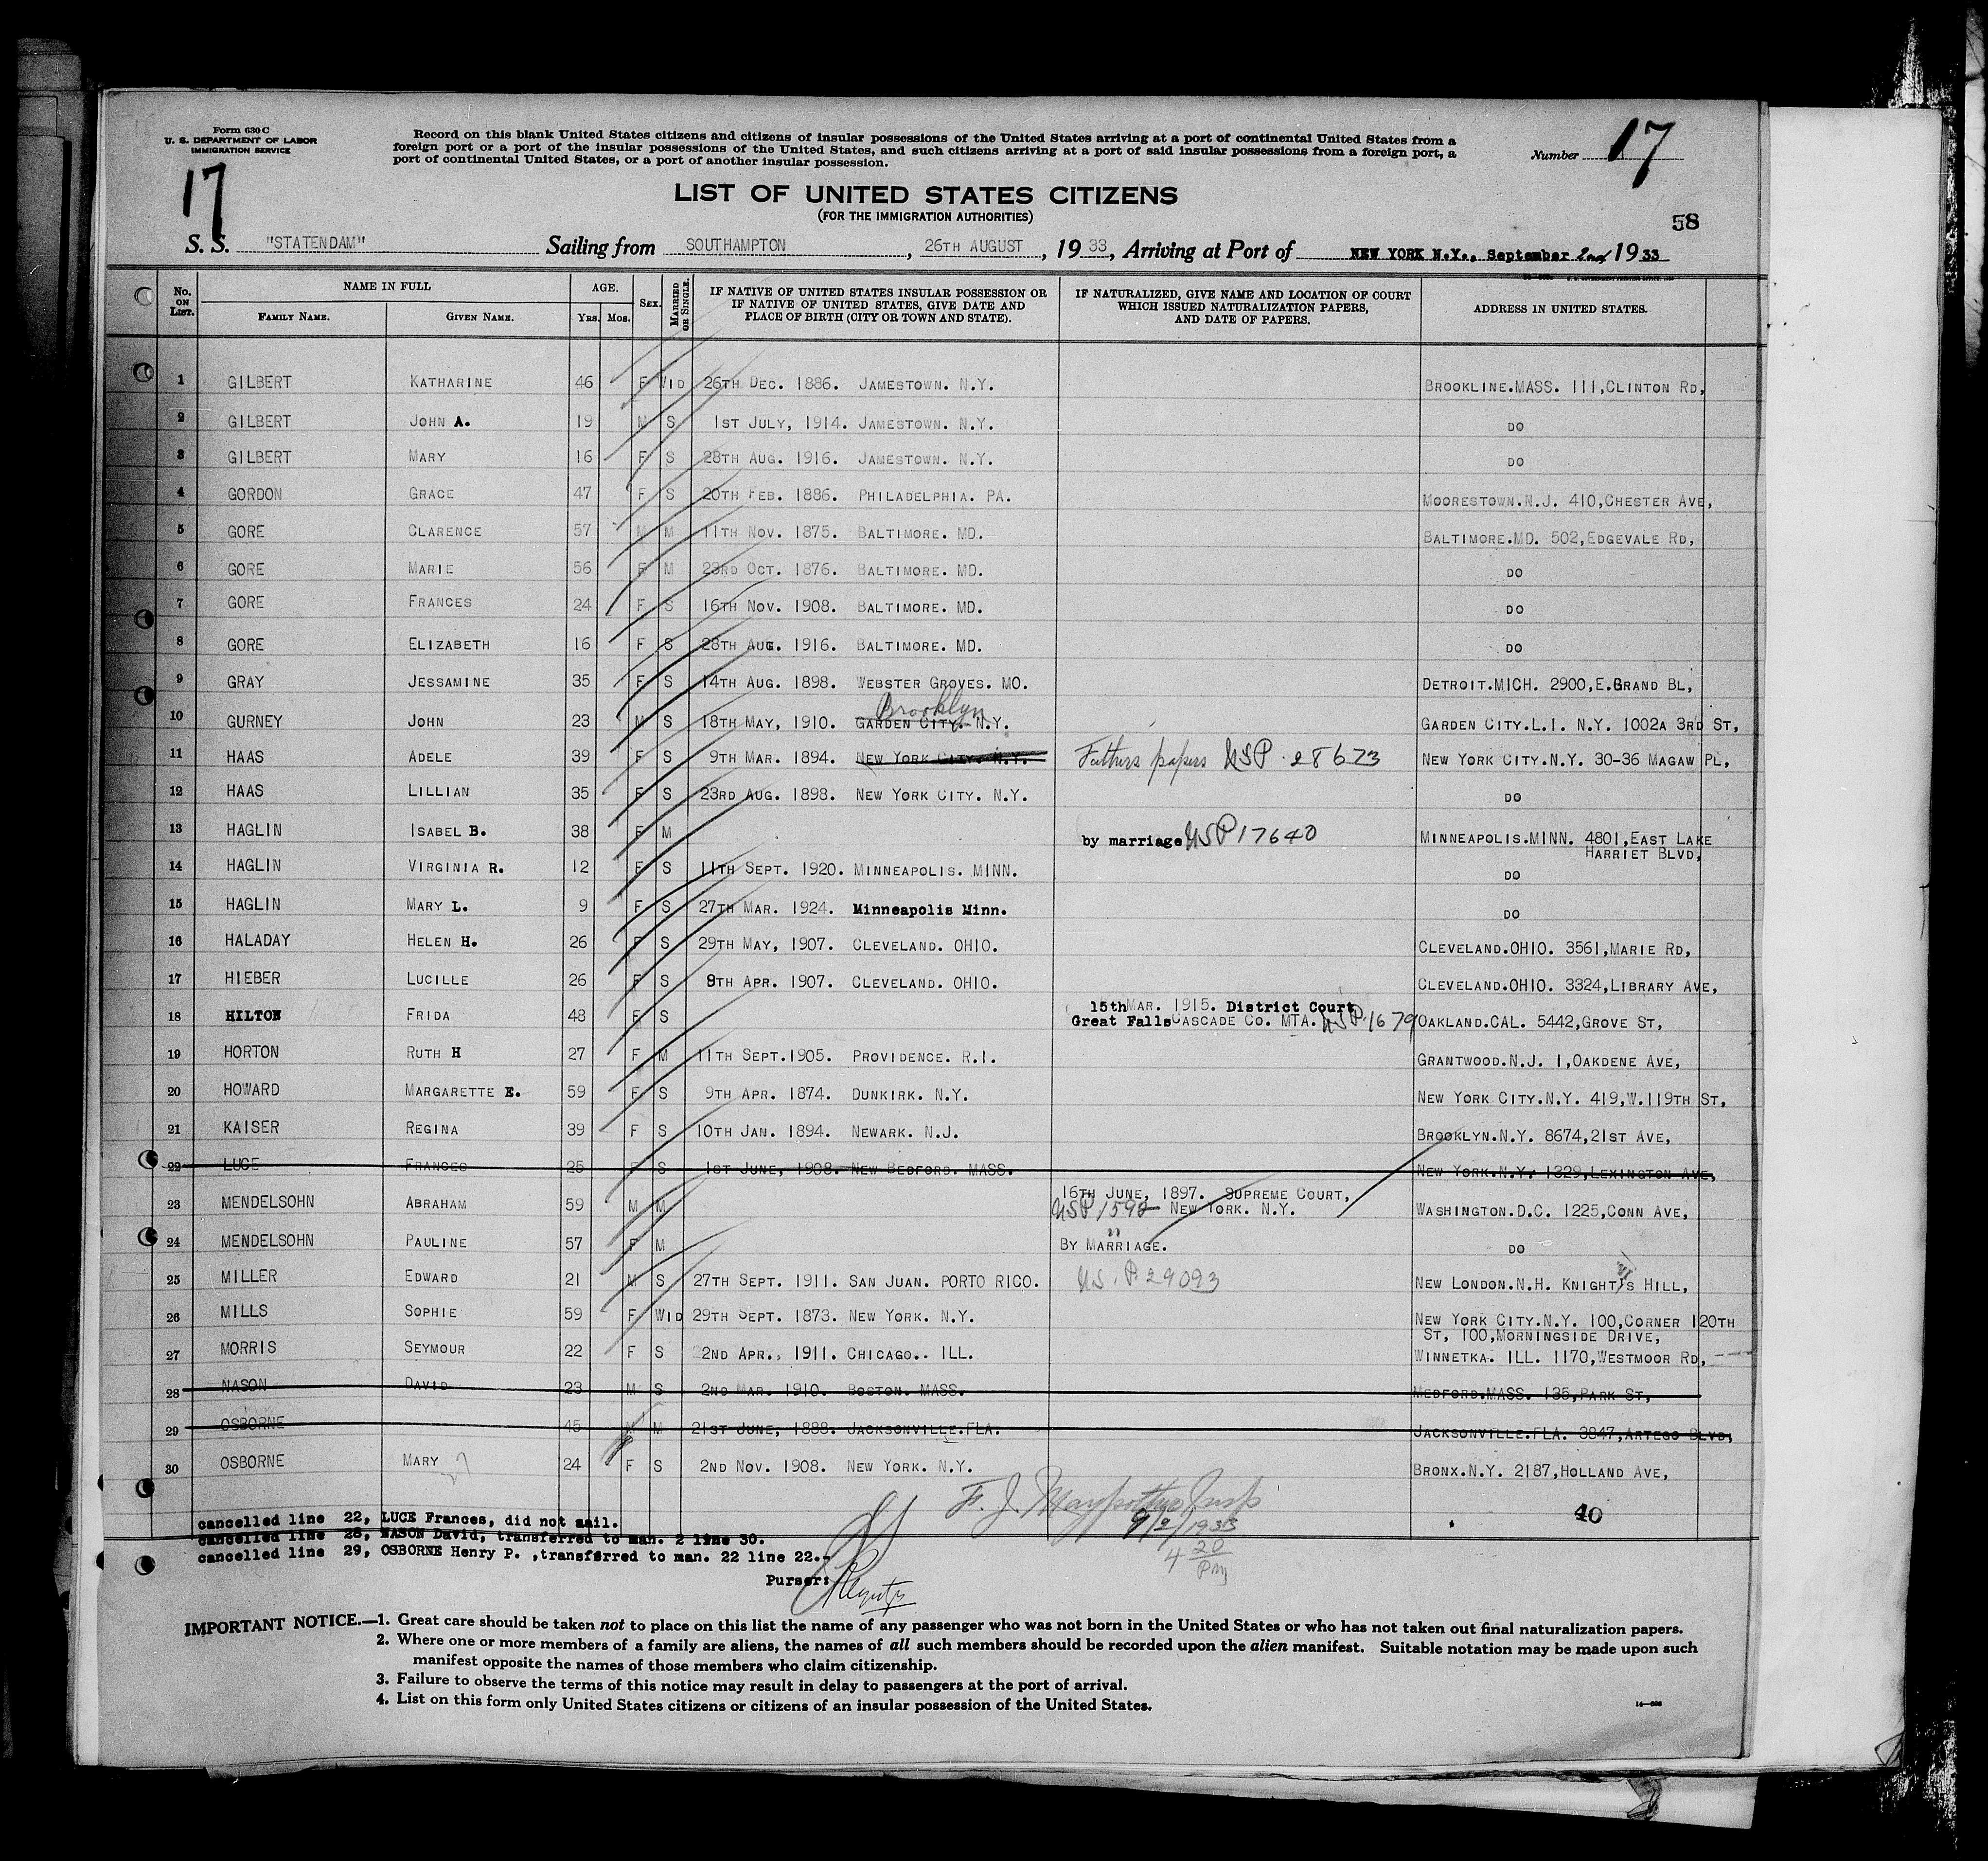 Form 630 C
U. S. DEPARTMENT OF LABOR
IMMIGRATION SERVICE
Record on this blank United States citizens and citizens of insular possessions of the United States arriving at a port of continental United States from a
foreign port or a port of the insular possessions of the United States, and such citizens arriving at a port of said insular possessions from a foreign port, a
port of continental United States, or a port of another insular possession.
Number 17
17
LIST OF UNITED STATES CITIZENS
(FOR THE IMMIGRATION AUTHORITIES)
58
S. S. "STATENDAM" Sailing from SOUTHAMPTON, 26TH AUGUST, 1933, Arriving at Port of NEW YORK N.Y., September 2nd 1933
No. ON LIST. NAME IN FULL FAMILY NAME. GIVEN NAME. AGE. Yrs. Mos. SEX. MARRIED OR SINGLE. IF NATIVE OF UNITED STATES INSULAR POSSESSION OR IF NATIVE OF UNITED STATES, GIVE DATE AND PLACE OF BIRTH (CITY OR TOWN AND STATE). IF NATURALIZED, GIVE NAME AND LOCATION OF COURT WHICH ISSUED NATURALIZATION PAPERS, AND DATE OF PAPERS. ADDRESS IN UNITED STATES.
1 GILBERT KATHARINE 46 F WID 26TH DEC. 1886. JAMESTOWN. N.Y. BROOKLINE.MASS. 111,CLINTON RD,
2 GILBERT JOHN A. 19 M S 1ST JULY, 1914. JAMESTOWN. N.Y. DO
3 GILBERT MARY 16 F S 28TH AUG. 1916. JAMESTOWN. N.Y. DO
4 GORDON GRACE 47 F S 20TH FEB. 1886. PHILADELPHIA. PA. MOORESTOWN.N.J. 410,CHESTER AVE,
5 GORE CLARENCE 57 M M 11TH NOV. 1875. BALTIMORE. MD. BALTIMORE.MD. 502,EDGEVALE RD,
6 GORE MARIE 56 F M 23RD OCT. 1876. BALTIMORE. MD. DO
7 GORE FRANCES 24 F S 16TH NOV. 1908. BALTIMORE. MD. DO
8 GORE ELIZABETH 16 F S 28TH AUG. 1916. BALTIMORE. MD. DO
9 GRAY JESSAMINE 35 F S 14TH AUG. 1898. WEBSTER GROVES. MO. DETROIT.MICH. 2900,E.GRAND BL,
Brooklyn
10 GURNEY JOHN 23 M S 18TH MAY, 1910. GARDEN CITY. N.Y. GARDEN CITY.L.I. N.Y. 1002A 3RD ST,
11 HAAS ADELE 39 F S 9TH MAR. 1894. NEW YORK CITY. N.Y. Fathers papers USP 28673 NEW YORK CITY.N.Y. 30-36 MAGAW PL,
12 HAAS LILLIAN 35 F S 23RD AUG. 1898. NEW YORK CITY. N.Y. DO
13 HAGLIN ISABEL B. 38 F M by marriage USP 17640 MINNEAPOLIS.MINN. 4801,EAST LAKE
HARRIET BLVD,
14 HAGLIN VIRGINIA R. 12 F S 11TH SEPT. 1920. MINNEAPOLIS. MINN. DO
15 HAGLIN MARY L. 9 F S 27TH MAR. 1924. Minneapolis Minn. DO
16 HALADAY HELEN H. 26 F S 29TH MAY, 1907. CLEVELAND. OHIO. CLEVELAND.OHIO. 3561,MARIE RD,
17 HIEBER LUCILLE 26 F S 9TH APR. 1907. CLEVELAND. OHIO. CLEVELAND.OHIO. 3324,LIBRARY AVE,
15th MAR. 1915. District Court
18 HILTON FRIDA 48 F S Great Falls CASCADE CO. MTA. USP.1679 OAKLAND.CAL. 5442,GROVE ST,
19 HORTON RUTH H 27 F M 11TH SEPT.1905. PROVIDENCE. R.I. GRANTWOOD.N.J. 1,OAKDENE AVE,
20 HOWARD MARGARETTE E. 59 F S 9TH APR. 1874. DUNKIRK. N.Y. NEW YORK CITY.N.Y. 419,W.119TH ST,
21 KAISER REGINA 39 F S 10TH JAN. 1894. NEWARK. N.J. BROOKLYN.N.Y. 8674,21ST AVE,
22 LUCE FRANCES 25 F S 1ST JUNE, 1908. NEW BEDFORD. MASS. NEW YORK.N.Y. 1329,LEXINGTON AVE,
16TH JUNE, 1897. SUPREME COURT,
23 MENDELSOHN ABRAHAM 59 M M USP 1592 NEW YORK. N.Y. WASHINGTON.D.C. 1225,CONN AVE,
24 MENDELSOHN PAULINE 57 F M BY MARRIAGE. " DO
25 MILLER EDWARD 21 M S 27TH SEPT. 1911. SAN JUAN. PORTO RICO. U.S.P.29093 NEW LONDON.N.H. KNIGHT'S HILL,
26 MILLS SOPHIE 59 F WID 29TH SEPT. 1873. NEW YORK. N.Y. NEW YORK CITY.N.Y. 100,CORNER 120TH
ST, 100,MORNINGSIDE DRIVE,
27 MORRIS SEYMOUR 22 F S 22ND APR., 1911. CHICAGO.. ILL. WINNETKA. ILL. 1170,WESTMOOR RD,
28 NASON DAVID 23 M S 2ND MAR. 1910. BOSTON. MASS. MEDFORD.MASS. 135,PARK ST,
29 OSBORNE 45 M M 21ST JUNE, 1888. JACKSONVILLE.FLA. JACKSONVILLE.FLA. 3847,ARTEGO BLVD,
30 OSBORNE MARY 24 F S 2ND NOV. 1908. NEW YORK. N.Y. BRONX.N.Y. 2187,HOLLAND AVE,
27
40
cancelled line 22, LUCE Frances, did not sail.
cancelled line 28, NASON David, transferred to man. 2 line 30.
cancelled line 29, OSBORNE Henry P. ,transferred to man. 22 line 22.-
F. J. Insp
9/2/1933
4 20 PM
Purser:
IMPORTANT NOTICE.—1. Great care should be taken not to place on this list the name of any passenger who was not born in the United States or who has not taken out final naturalization papers.
2. Where one or more members of a family are aliens, the names of all such members should be recorded upon the alien manifest. Suitable notation may be made upon such
manifest opposite the names of those members who claim citizenship.
3. Failure to observe the terms of this notice may result in delay to passengers at the port of arrival.
4. List on this form only United States citizens or citizens of an insular possession of the United States.